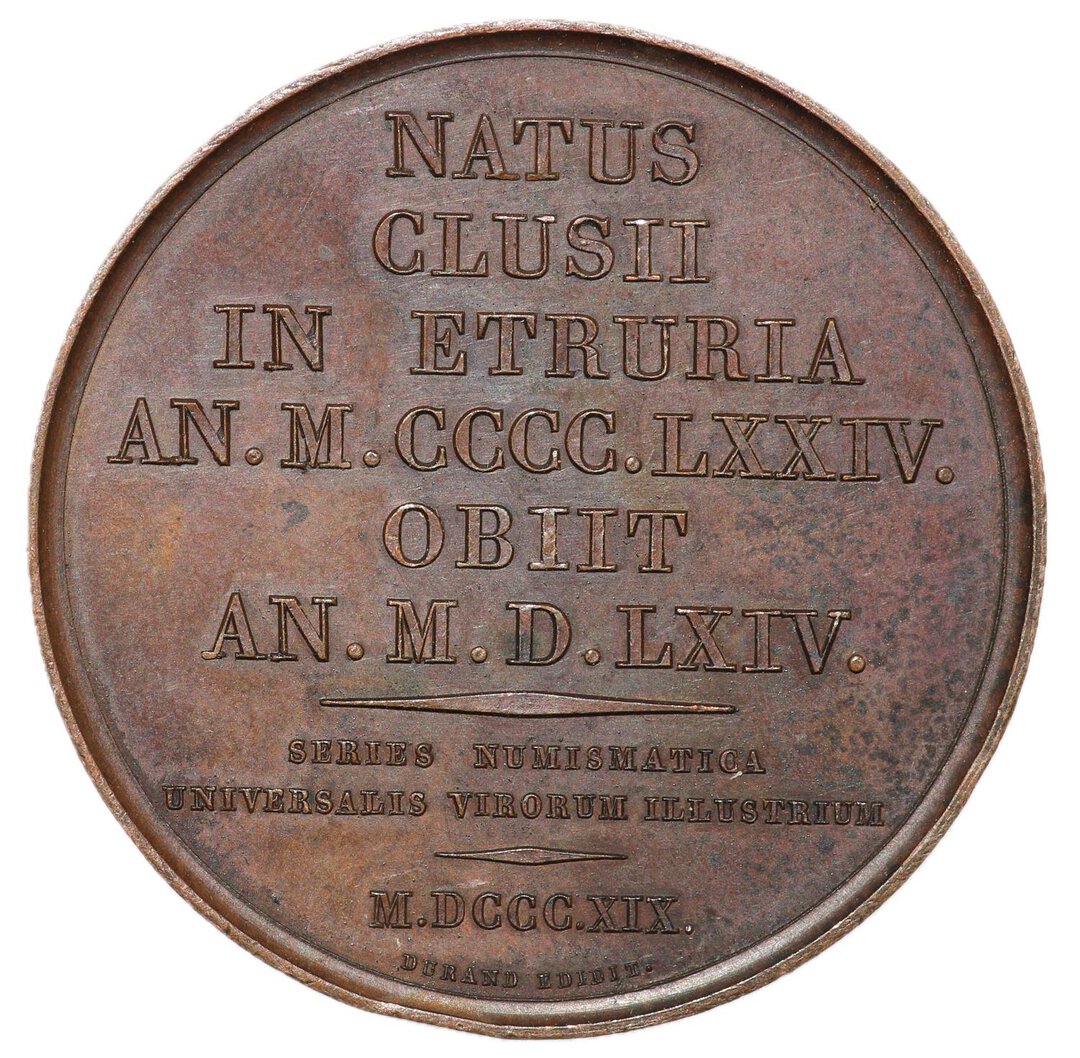 NATUS
CLUSII
IN ETRURIA
AN. M. CCCC. LXXIV.
OBIIT
AN. M. D. LXIV.
SERIES NUMISMATICA
UNIVERSALIS VIRORUM ILLUSTRIUM
M.DCCC.XIX.
DURAND EDIDIT.